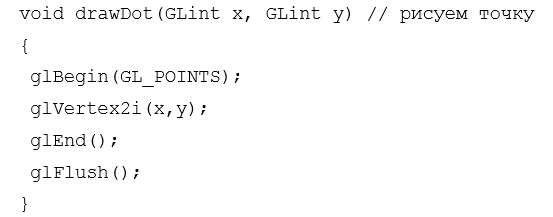 void drawDot(GLint x, GLint y) // рисуем точку
{
glBegin(GL_POINTS);
glVertex2i(x,y);
glEnd();
glFlush();
}